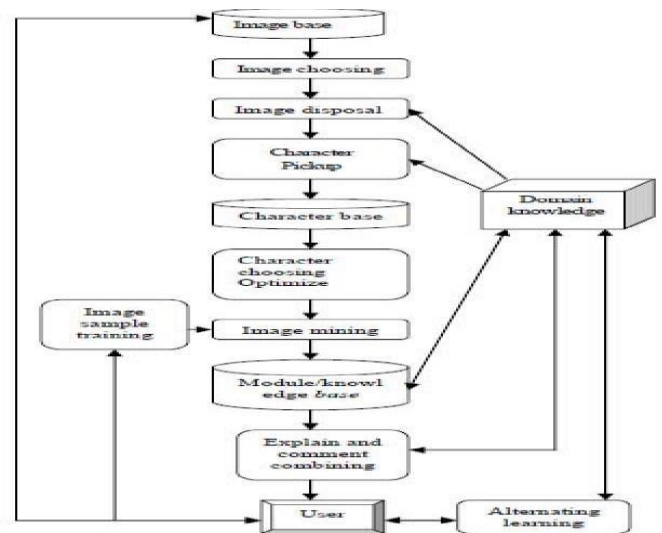 Image base
Image choosing
Image disposal
Character
Pickup
Domain
knowledge
Character base
Character
choosing
Optimize
Image
sample
training
Image mining
Module/knowl
edge base
Explain and
comment
combining
User
Alternating
learning